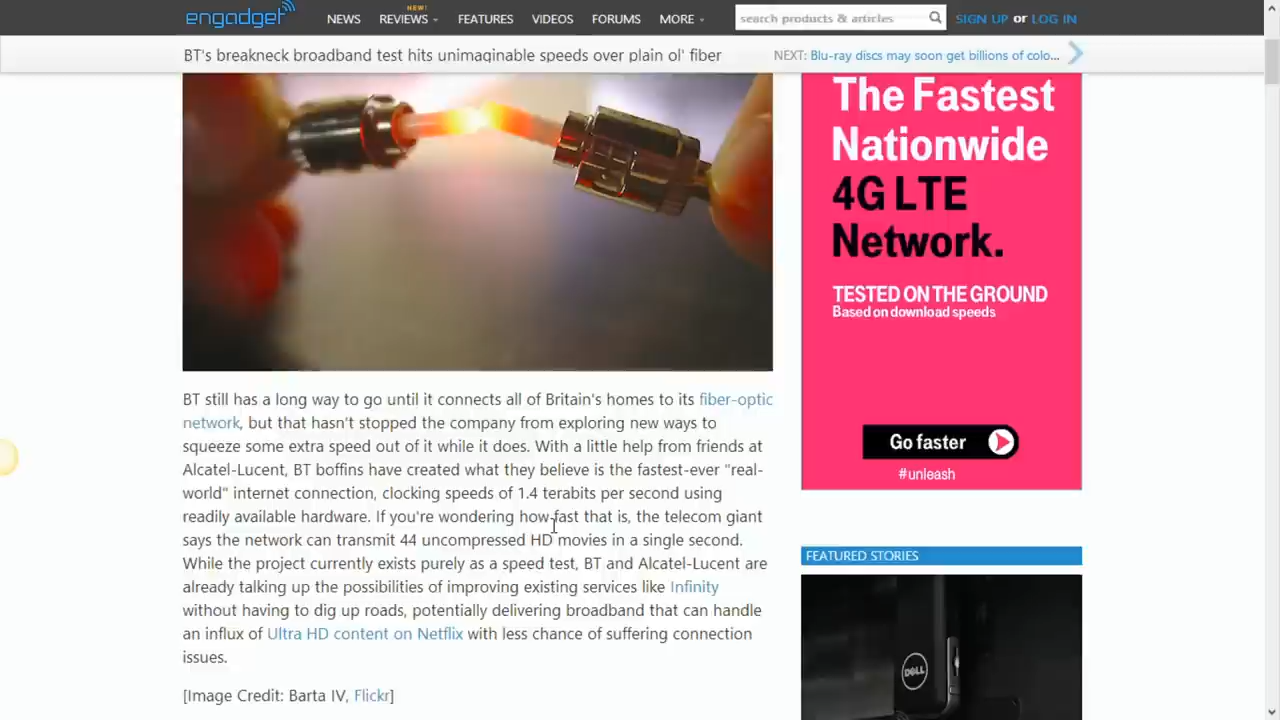 engadget
NEWS
NEW!
REVIEWS
FEATURES
VIDEOS
FORUMS
MORE
search products & articles
SIGN UP or LOG IN
BT's breakneck broadband test hits unimaginable speeds over plain ol' fiber
NEXT: Blu-ray discs may soon get billions of colo...
The Fastest
Nationwide
4G LTE
Network.
TESTED ON THE GROUND
Based on download speeds
Go faster
#unleash
BT still has a long way to go until it connects all of Britain's homes to its fiber-optic
network, but that hasn't stopped the company from exploring new ways to
squeeze some extra speed out of it while it does. With a little help from friends at
Alcatel-Lucent, BT boffins have created what they believe is the fastest-ever "real-
world" internet connection, clocking speeds of 1.4 terabits per second using
readily available hardware. If you're wondering how fast that is, the telecom giant
says the network can transmit 44 uncompressed HD movies in a single second.
While the project currently exists purely as a speed test, BT and Alcatel-Lucent are
already talking up the possibilities of improving existing services like Infinity
without having to dig up roads, potentially delivering broadband that can handle
an influx of Ultra HD content on Netflix with less chance of suffering connection
issues.
[Image Credit: Barta IV, Flickr]
FEATURED STORIES
DELL